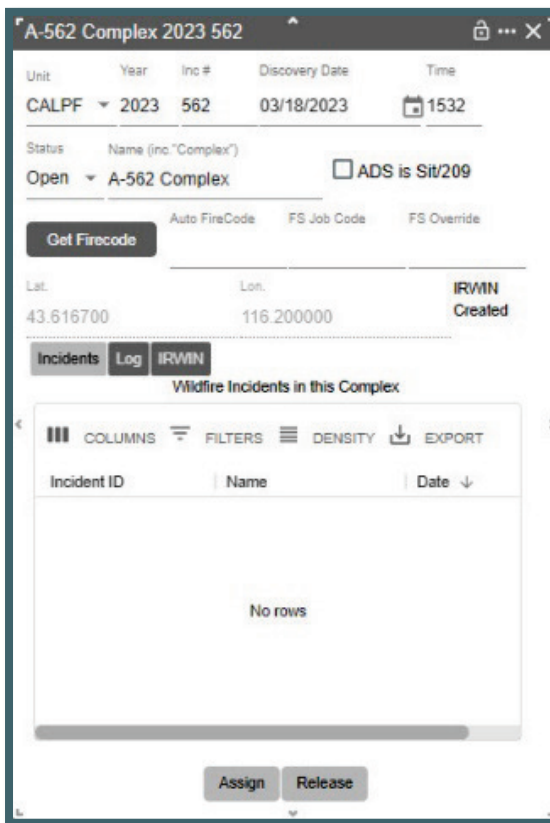 A-562 Complex 2023 562
Unit Year Inc # Discovery Date Time
CALPF 2023 562 03/18/2023 1532
Status Name (inc."Complex")
Open A-562 Complex ADS is Sit/209
Auto FireCode FS Job Code FS Override
Get Firecode
Lat. Lon. IRWIN
43.616700 116.200000 Created
Incidents Log IRWIN
Wildfire Incidents in this Complex
COLUMNS FILTERS DENSITY EXPORT
Incident ID Name Date
No rows
Assign Release